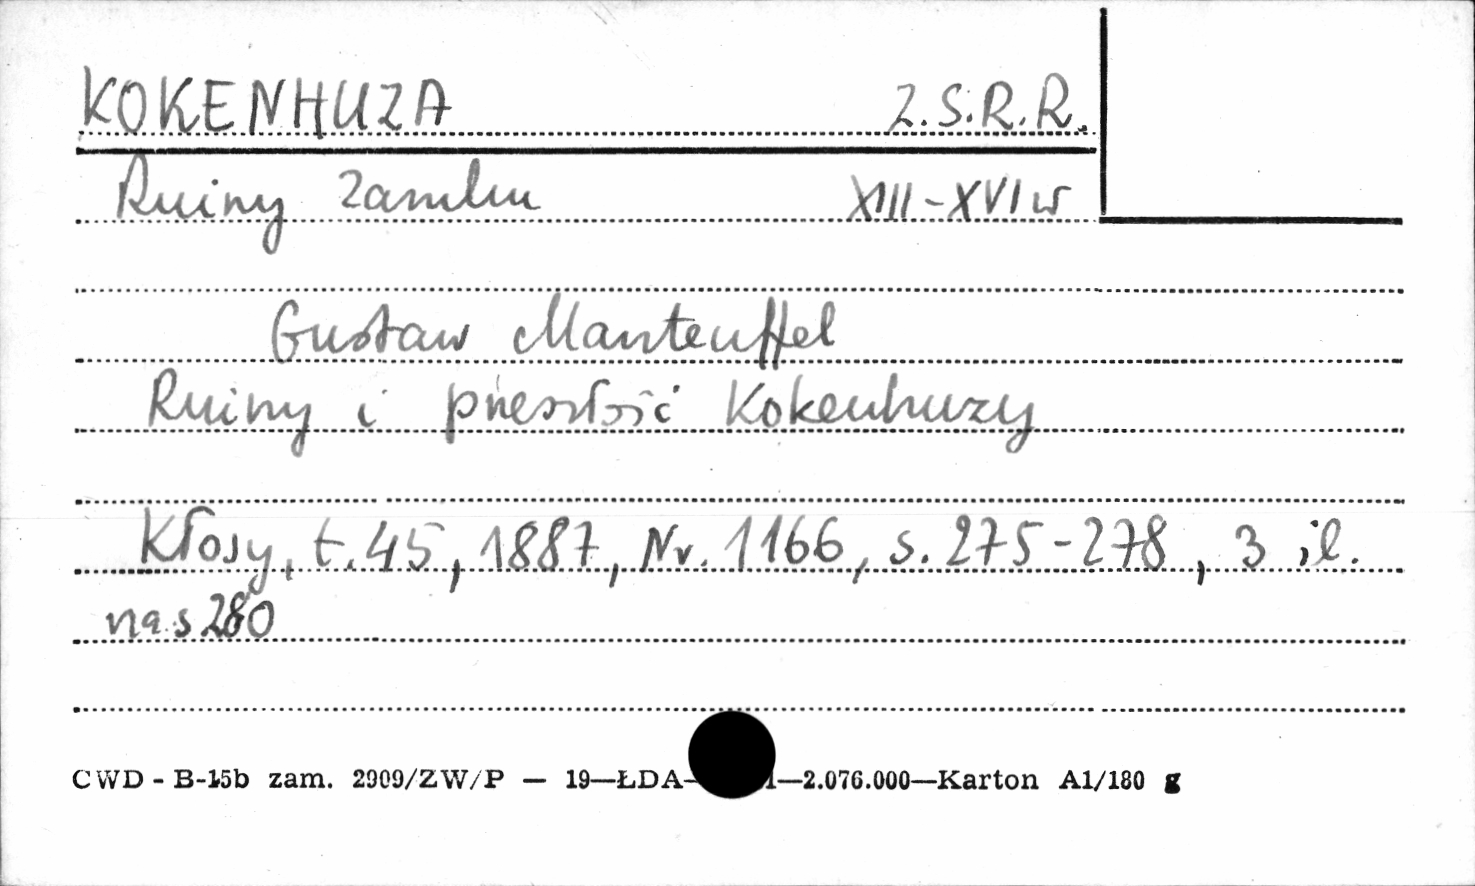 KOKENHUZA Z.S.R.R.
Ruiny zamku XIII-XVI w
Gustaw Manteuffel
Ruiny i przeszłość Kokenhuzy
Kłosy, t.45, 1887, Nr. 1166, s. 275-278, 3 il.
na s 280
CWD - B-15b zam. 2909/ZW/P — 19—ŁDA- —2.076.000—Karton A1/180 g